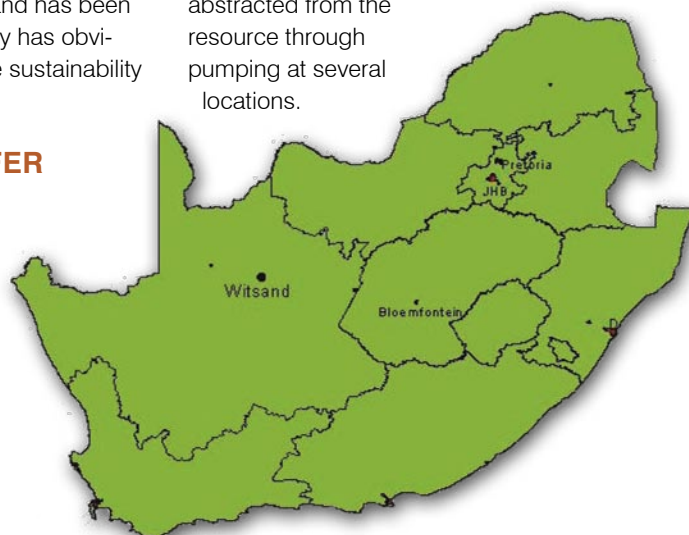 and has been
y has obvi-
e sustainability
abstracted from the
resource through
pumping at several
locations.
ER
Pretoria
JHB
Witsand
Bloemfontein
D